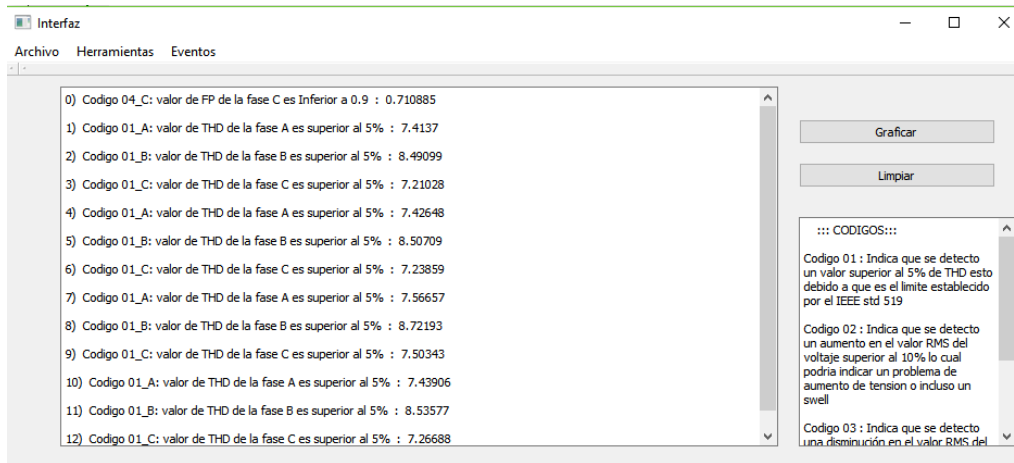 Interfaz
Archivo Herramientas Eventos
0) Codigo 04_C: valor de FP de la fase C es Inferior a 0.9 : 0.710885
1) Codigo 01_A: valor de THD de la fase A es superior al 5% : 7.4137
2) Codigo 01_B: valor de THD de la fase B es superior al 5% : 8.49099
3) Codigo 01_C: valor de THD de la fase C es superior al 5% : 7.21028
4) Codigo 01_A: valor de THD de la fase A es superior al 5% : 7.42648
5) Codigo 01_B: valor de THD de la fase B es superior al 5% : 8.50709
6) Codigo 01_C: valor de THD de la fase C es superior al 5% : 7.23859
7) Codigo 01_A: valor de THD de la fase A es superior al 5% : 7.56657
8) Codigo 01_B: valor de THD de la fase B es superior al 5% : 8.72193
9) Codigo 01_C: valor de THD de la fase C es superior al 5% : 7.50343
10) Codigo 01_A: valor de THD de la fase A es superior al 5% : 7.43906
11) Codigo 01_B: valor de THD de la fase B es superior al 5% : 8.53577
12) Codigo 01_C: valor de THD de la fase C es superior al 5% : 7.26688
Graficar
Limpiar
::: CODIGOS:::
Codigo 01 : Indica que se detecto
un valor superior al 5% de THD esto
debido a que es el limite establecido
por el IEEE std 519
Codigo 02 : Indica que se detecto
un aumento en el valor RMS del
voltaje superior al 10% lo cual
podria indicar un problema de
aumento de tension o incluso un
swell
Codigo 03 : Indica que se detecto
una disminución en el valor RMS del